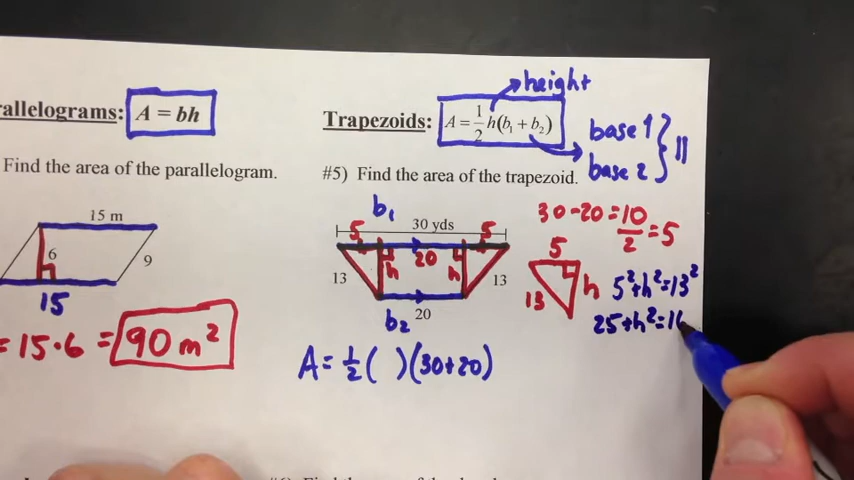 height
rallelograms: A = bh
Trapezoids: A = 1/2 h(b₁ + b₂)
base 1
base 2 } ||
Find the area of the parallelogram.
#5) Find the area of the trapezoid.
15 m
6
9
15
= 15·6 = 90 m²
b₁
30 yds
5
5
20
h
h
13
13
20
b₂
30-20=10
10/2 = 5
5
13
h
5²+h²=13²
25+h²=16
A = 1/2 ( )(30+20)